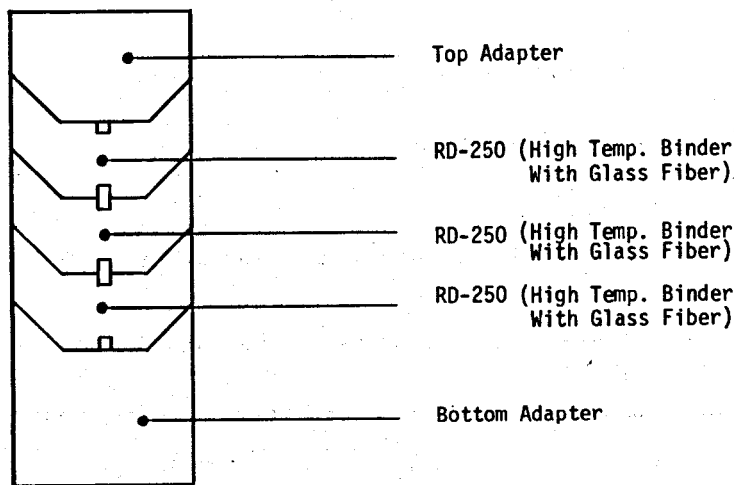 Top Adapter
RD-250 (High Temp. Binder
With Glass Fiber)
RD-250 (High Temp. Binder
With Glass Fiber)
RD-250 (High Temp. Binder
With Glass Fiber)
Bottom Adapter